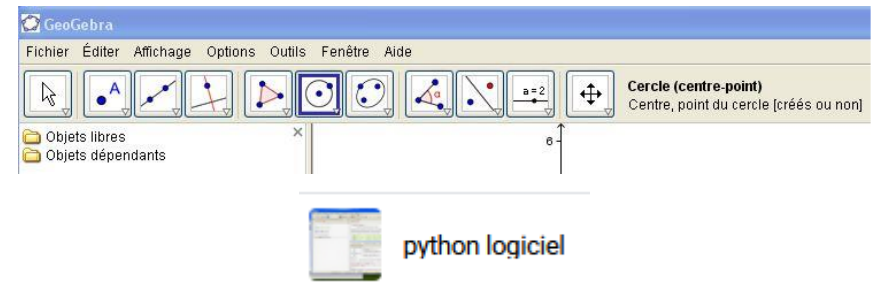 GeoGebra
Fichier Éditer Affichage Options Outils Fenêtre Aide
A
α
a=2
Cercle (centre-point)
Centre, point du cercle [créés ou non]
Objets libres
Objets dépendants
6
python logiciel